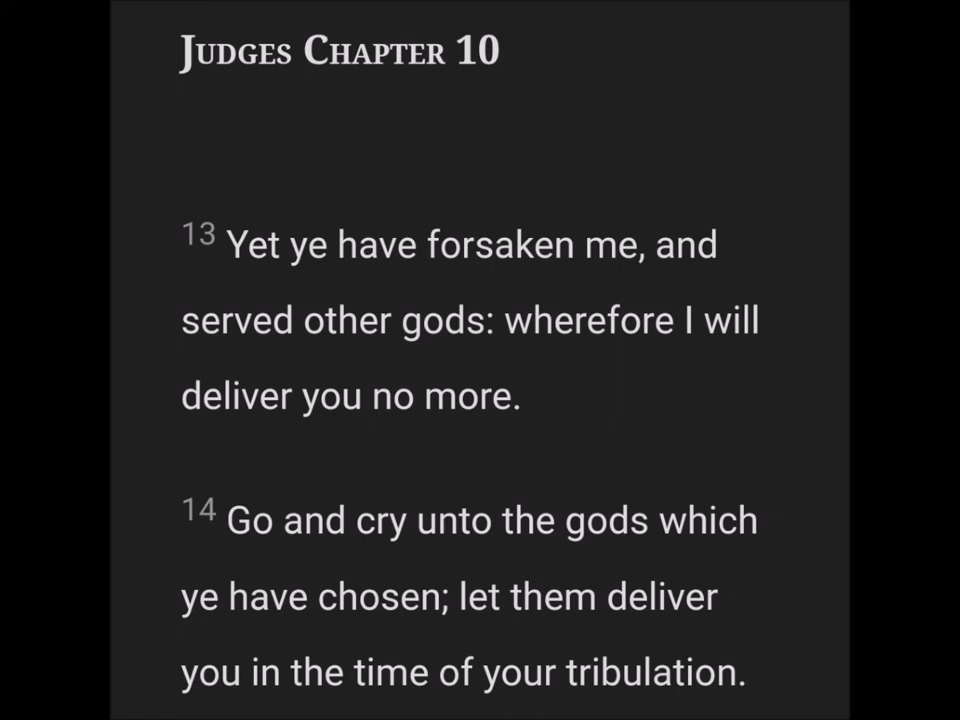 Judges Chapter 10
13 Yet ye have forsaken me, and
served other gods: wherefore I will
deliver you no more.
14 Go and cry unto the gods which
ye have chosen; let them deliver
you in the time of your tribulation.